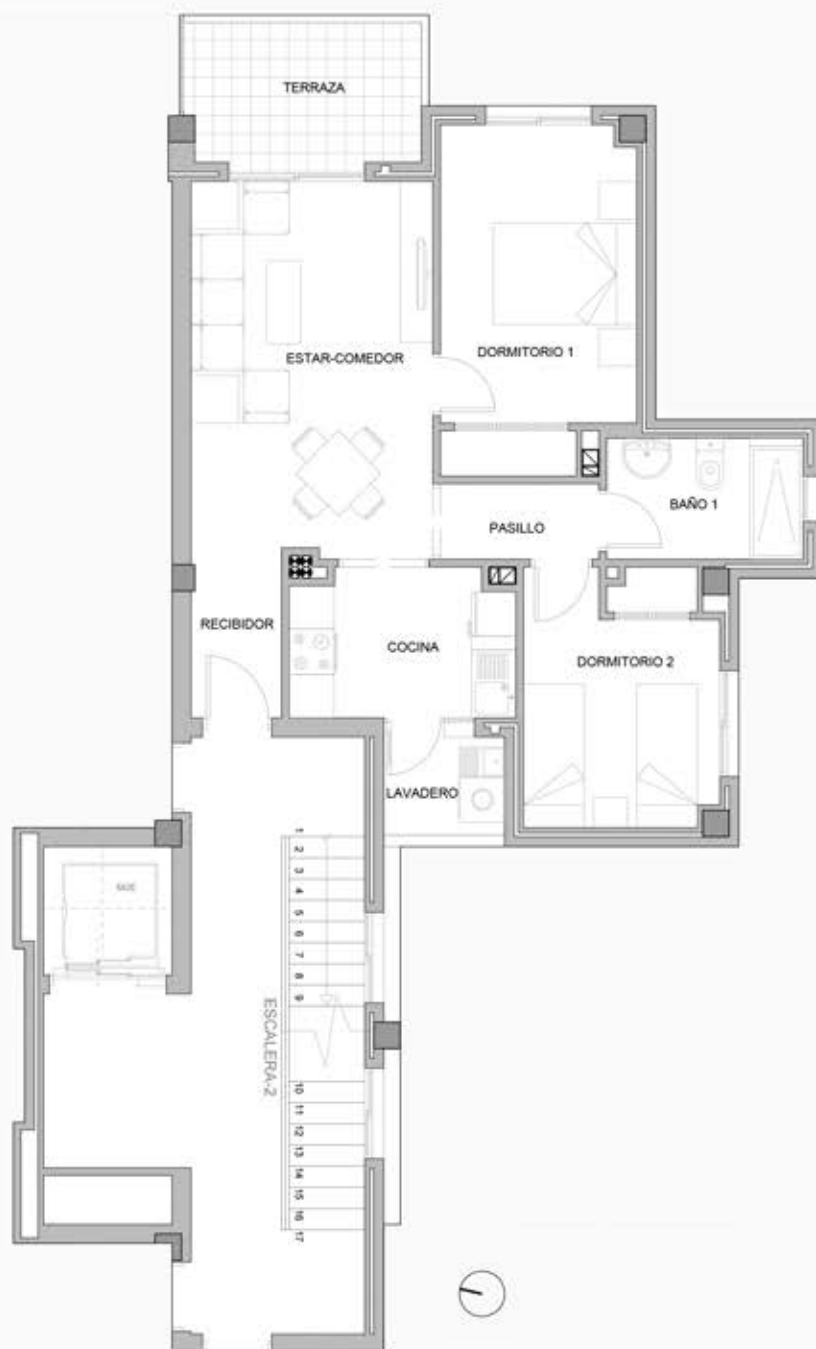 TERRAZA
ESTAR-COMEDOR
DORMITORIO 1
BAÑO 1
PASILLO
RECIBIDOR
COCINA
DORMITORIO 2
LAVADERO
1
2
3
4
5
6
7
8
9
ESCALERA-2
10
11
12
13
14
15
16
17